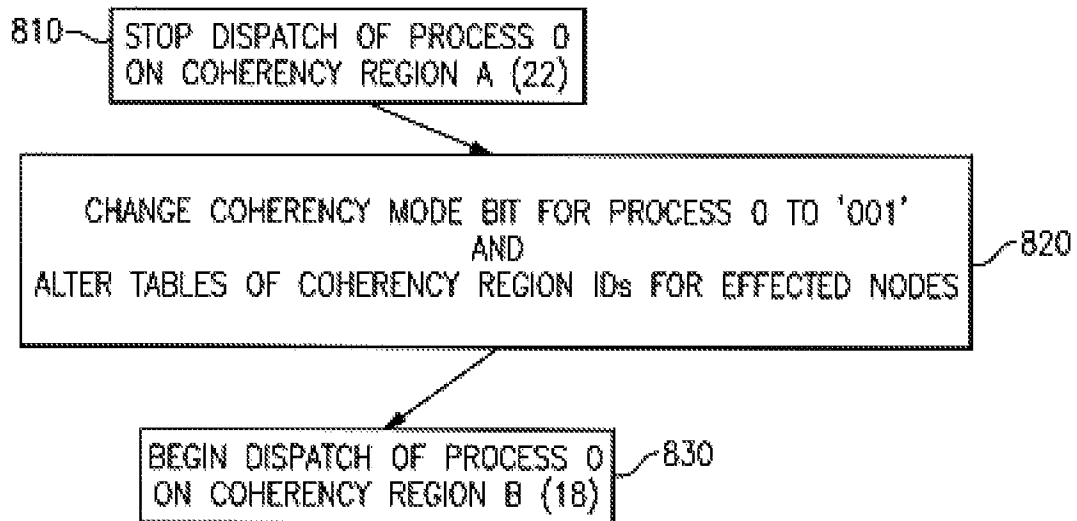 810
STOP DISPATCH OF PROCESS 0
ON COHERENCY REGION A (22)
CHANGE COHERENCY MODE BIT FOR PROCESS 0 TO '001'
AND
ALTER TABLES OF COHERENCY REGION IDs FOR EFFECTED NODES
820
BEGIN DISPATCH OF PROCESS 0
ON COHERENCY REGION B (18)
830